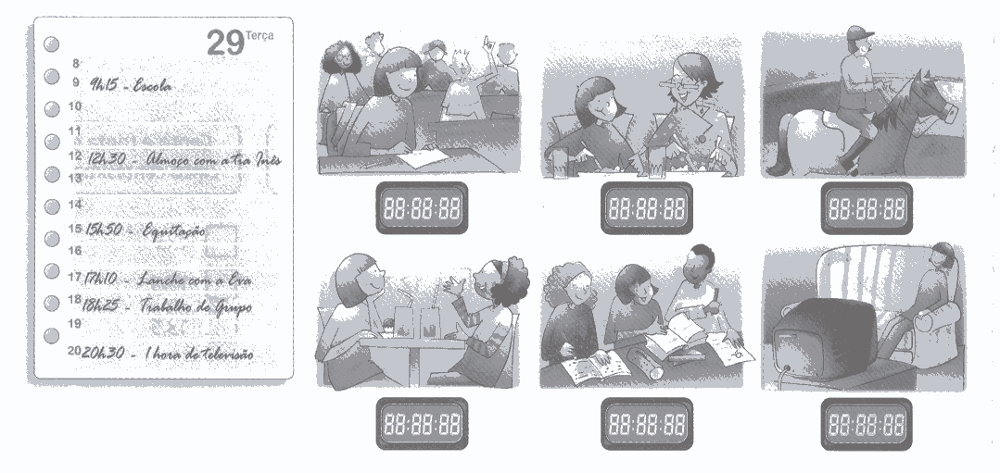 29 Terça
8
9 9h15 - Escola
10
11
12 12h30 - Almoço com a tia Inês
13
14
15 15h50 - Equitação
16
17 17h10 - Lanche com a Eva
18 18h25 - Trabalho de Grupo
19
20 20h30 - 1 hora de televisão
88:88:88
88:88:88
88:88:88
88:88:88
88:88:88
88:88:88